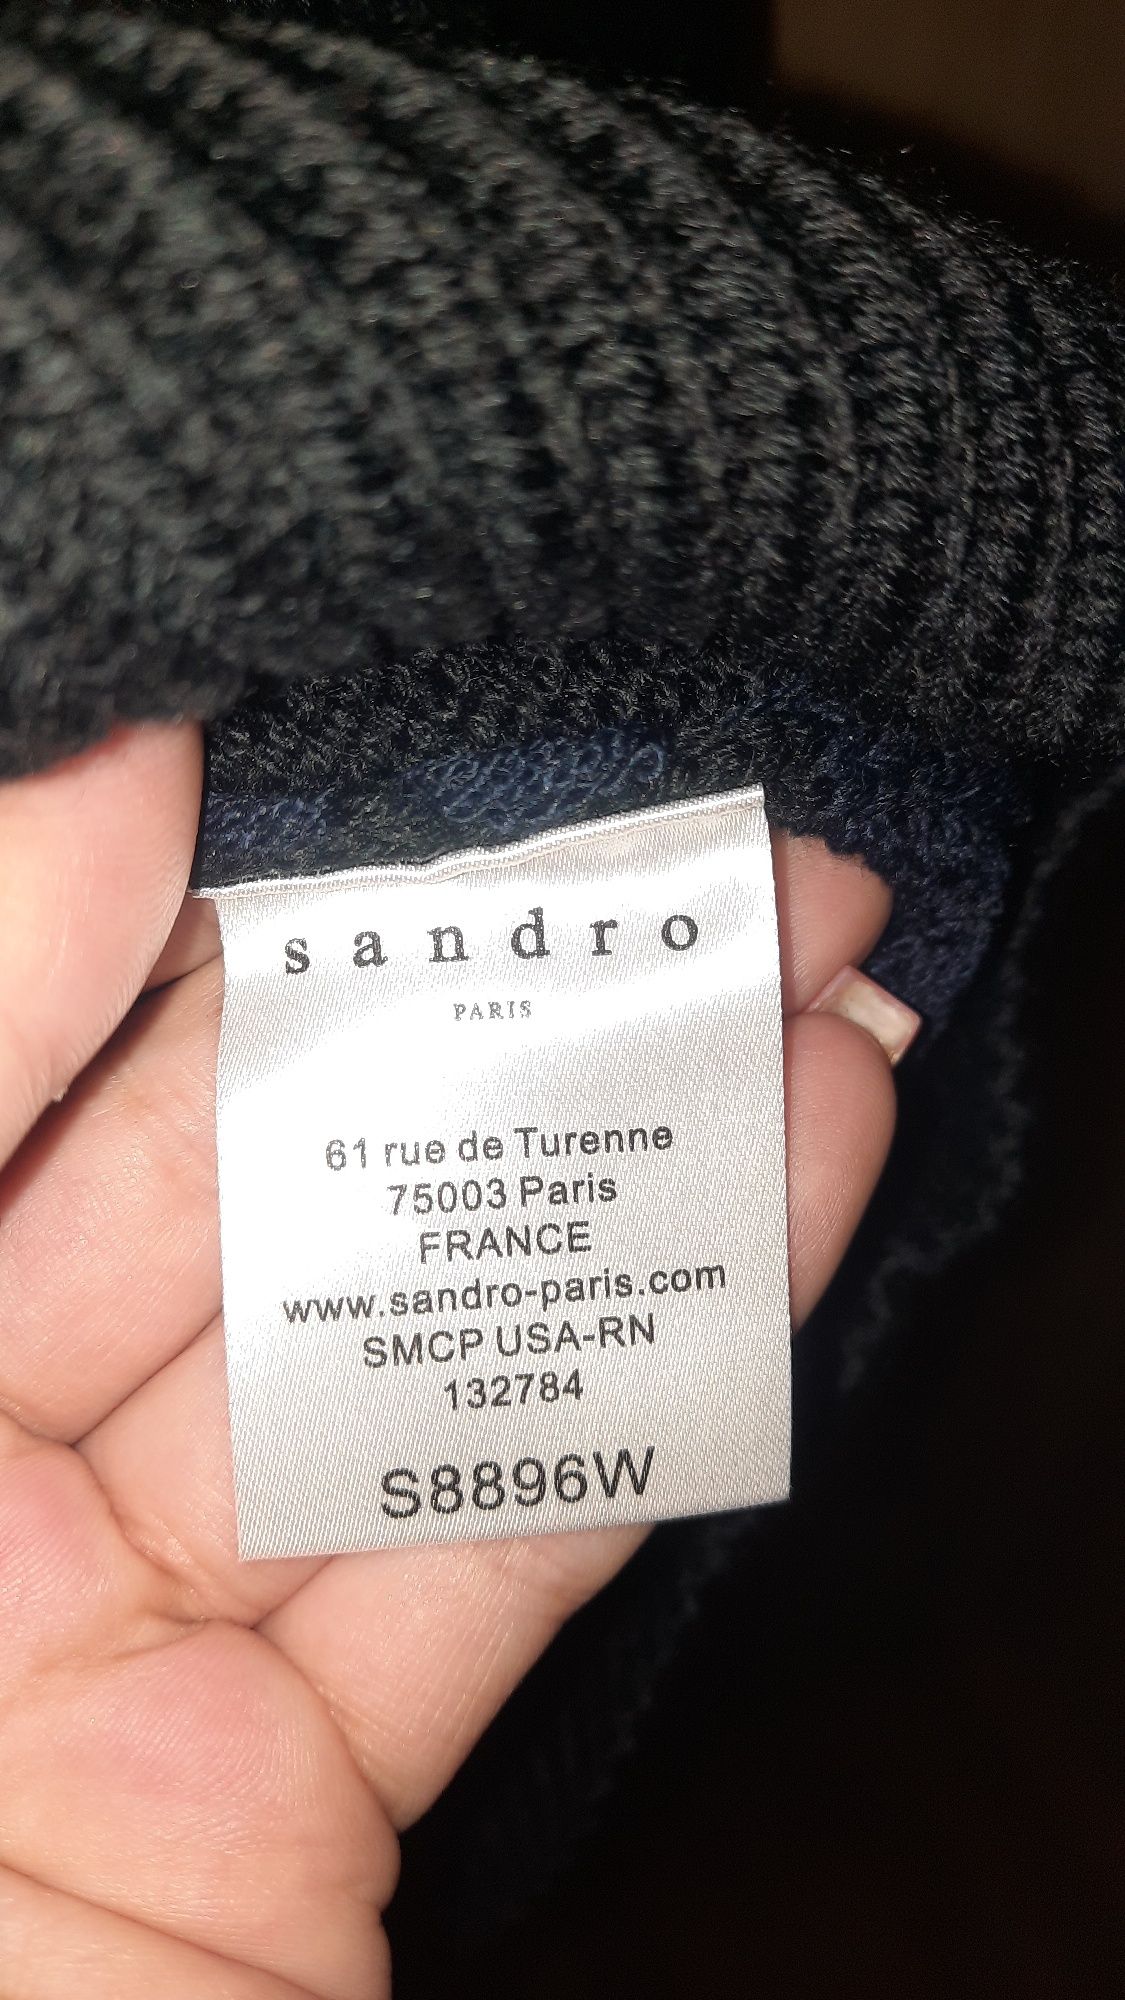 sandro
PARIS
61 rue de Turenne
75003 Paris
FRANCE
www.sandro-paris.com
SMCP USA-RN
132784
S8896W